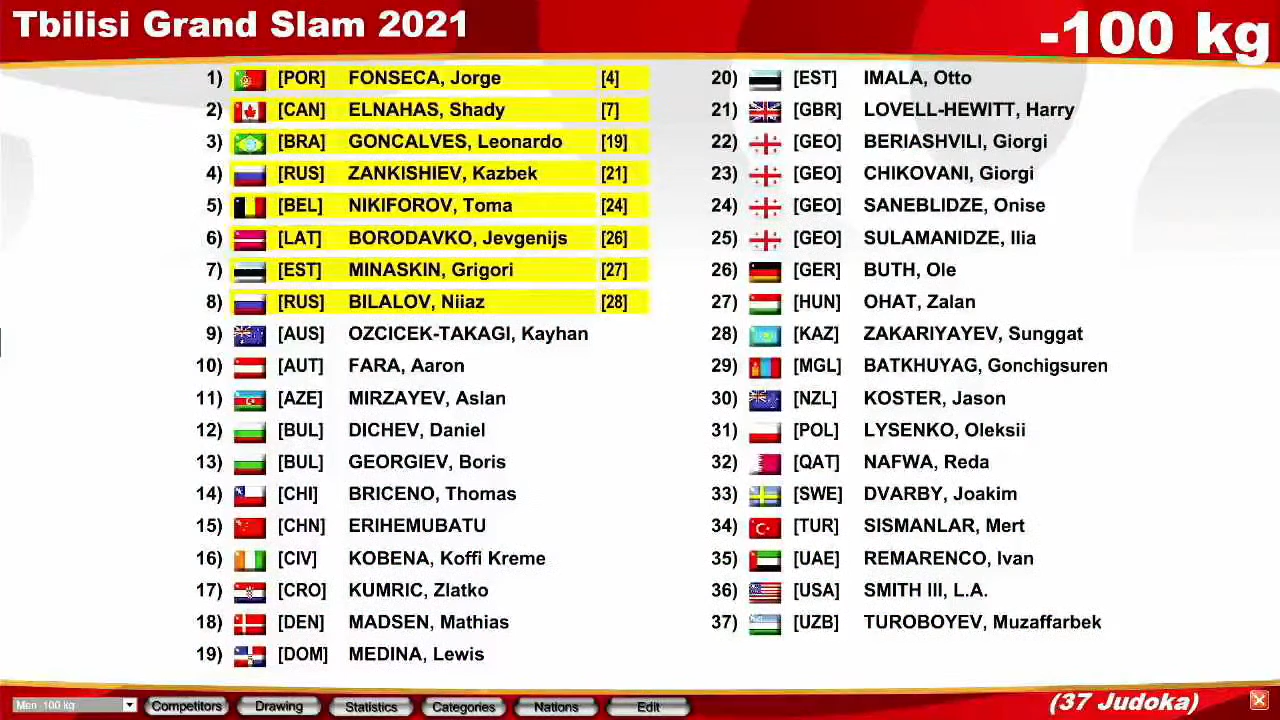 Tbilisi Grand Slam 2021
-100 kg
1) [POR] FONSECA, Jorge [4]
2) [CAN] ELNAHAS, Shady [7]
3) [BRA] GONCALVES, Leonardo [19]
4) [RUS] ZANKISHIEV, Kazbek [21]
5) [BEL] NIKIFOROV, Toma [24]
6) [LAT] BORODAVKO, Jevgenijs [26]
7) [EST] MINASKIN, Grigori [27]
8) [RUS] BILALOV, Niiaz [28]
9) [AUS] OZCICEK-TAKAGI, Kayhan
10) [AUT] FARA, Aaron
11) [AZE] MIRZAYEV, Aslan
12) [BUL] DICHEV, Daniel
13) [BUL] GEORGIEV, Boris
14) [CHI] BRICENO, Thomas
15) [CHN] ERIHEMUBATU
16) [CIV] KOBENA, Koffi Kreme
17) [CRO] KUMRIC, Zlatko
18) [DEN] MADSEN, Mathias
19) [DOM] MEDINA, Lewis
20) [EST] IMALA, Otto
21) [GBR] LOVELL-HEWITT, Harry
22) [GEO] BERIASHVILI, Giorgi
23) [GEO] CHIKOVANI, Giorgi
24) [GEO] SANEBLIDZE, Onise
25) [GEO] SULAMANIDZE, Ilia
26) [GER] BUTH, Ole
27) [HUN] OHAT, Zalan
28) [KAZ] ZAKARIYAYEV, Sunggat
29) [MGL] BATKHUYAG, Gonchigsuren
30) [NZL] KOSTER, Jason
31) [POL] LYSENKO, Oleksii
32) [QAT] NAFWA, Reda
33) [SWE] DVARBY, Joakim
34) [TUR] SISMANLAR, Mert
35) [UAE] REMARENCO, Ivan
36) [USA] SMITH III, L.A.
37) [UZB] TUROBOYEV, Muzaffarbek
Men -100 kg
Competitors
Drawing
Statistics
Categories
Nations
Edit
(37 Judoka)